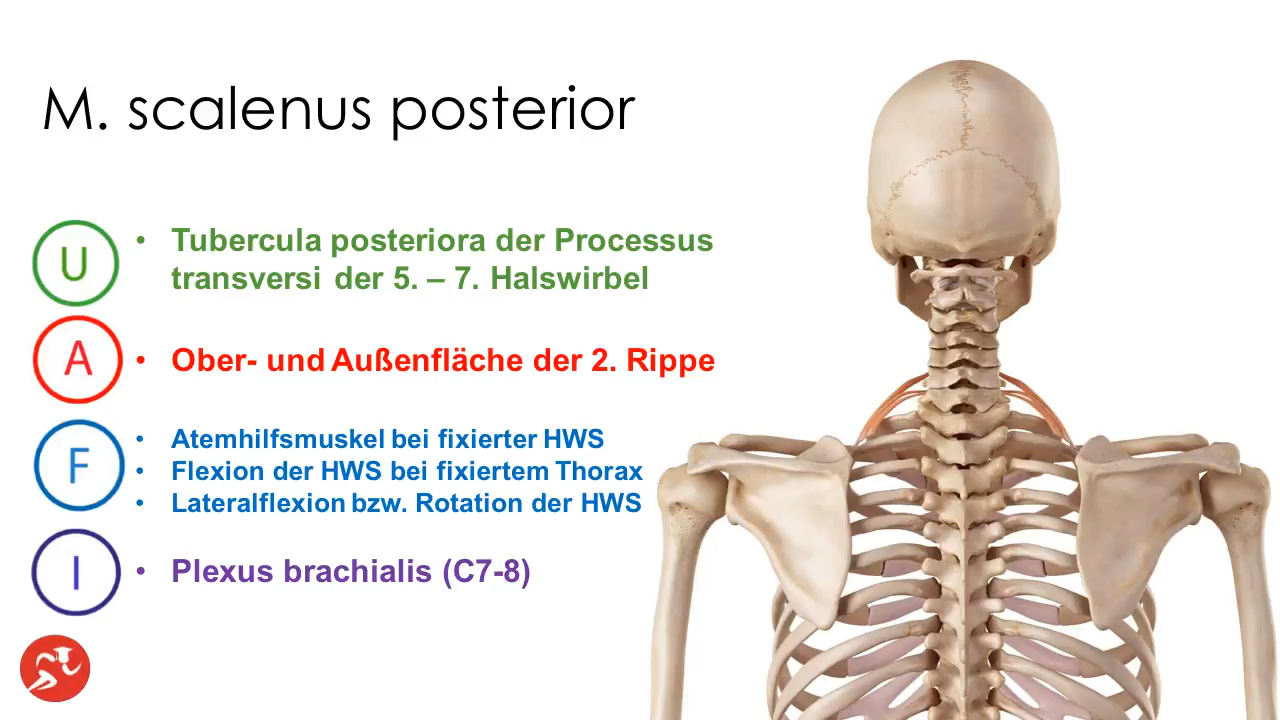 M. scalenus posterior
U
• Tubercula posteriora der Processus
transversi der 5. – 7. Halswirbel
A
• Ober- und Außenfläche der 2. Rippe
F
• Atemhilfsmuskel bei fixierter HWS
• Flexion der HWS bei fixiertem Thorax
• Lateralflexion bzw. Rotation der HWS
I
• Plexus brachialis (C7-8)